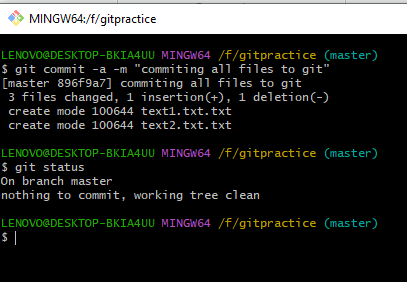 MINGW64:/f/gitpractice
LENOVO@DESKTOP-BKIA4UU MINGW64 /f/gitpractice (master)
$ git commit -a -m "commiting all files to git"
[master 896f9a7] commiting all files to git
 3 files changed, 1 insertion(+), 1 deletion(-)
 create mode 100644 text1.txt.txt
 create mode 100644 text2.txt.txt
LENOVO@DESKTOP-BKIA4UU MINGW64 /f/gitpractice (master)
$ git status
On branch master
nothing to commit, working tree clean
LENOVO@DESKTOP-BKIA4UU MINGW64 /f/gitpractice (master)
$